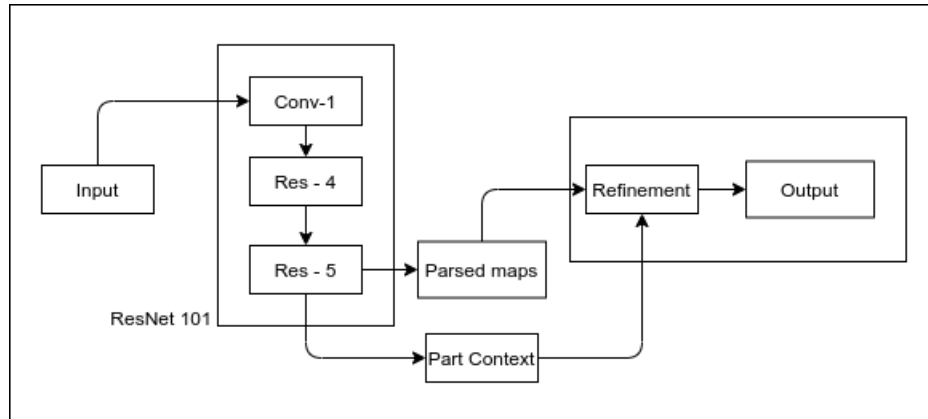 Input
Conv-1
Res - 4
Res - 5
ResNet 101
Parsed maps
Part Context
Refinement
Output